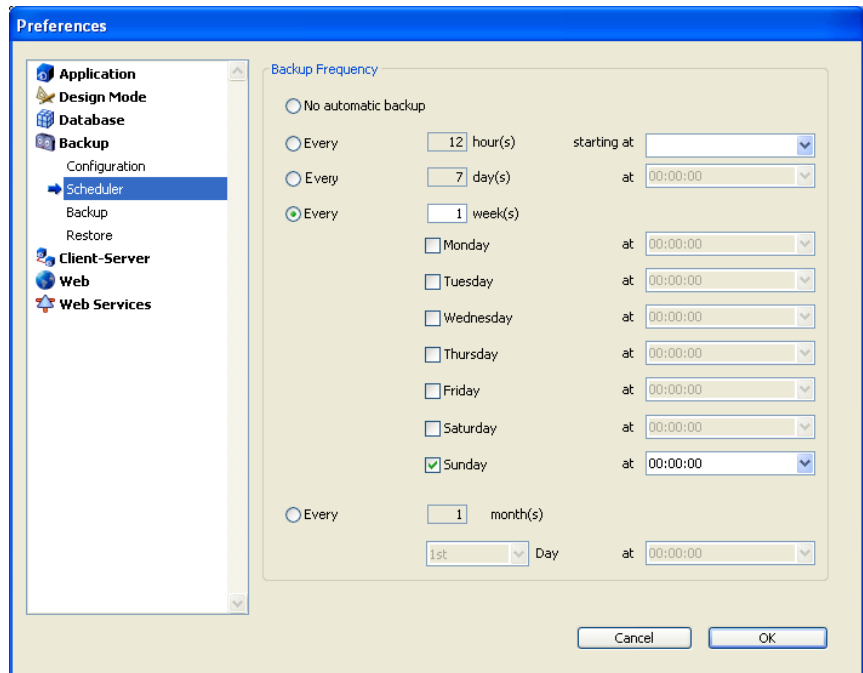 Preferences
Application
Design Mode
Database
Backup
Configuration
Scheduler
Backup
Restore
Client-Server
Web
Web Services
Backup Frequency
No automatic backup
Every 12 hour(s) starting at
Every 7 day(s) at 00:00:00
Every 1 week(s)
Monday at 00:00:00
Tuesday at 00:00:00
Wednesday at 00:00:00
Thursday at 00:00:00
Friday at 00:00:00
Saturday at 00:00:00
Sunday at 00:00:00
Every 1 month(s)
1st Day at 00:00:00
Cancel OK